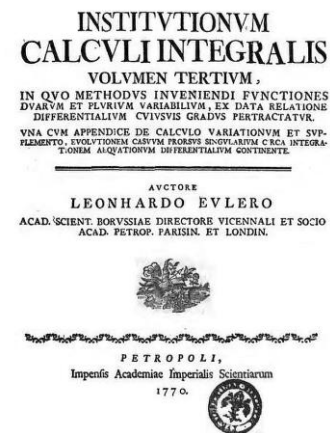 INSTITVTIONVM
CALCVLI INTEGRALIS
VOLVMEN TERTIVM,
IN QVO METHODVS INVENIENDI FVNCTIONES
DVARVM ET PLVRIVM VARIABILIVM, EX DATA RELATIONE
DIFFERENTIALIVM CVIVSVIS GRADVS PERTRACTATVR.
VNA CVM APPENDICE DE CALCVLO VARIATIONVM ET SVP-
PLEMENTO, EVOLVTIONEM CASVVM PRORSVS SINGVLARIVM CIRCA INTEGRA-
TIONEM AEQVATIONVM DIFFERENTIALIVM CONTINENTE.
AVCTORE
LEONHARDO EVLERO
ACAD. SCIENT. BORVSSIAE DIRECTORE VICENNALI ET SOCIO
ACAD. PETROP. PARISIN. ET LONDIN.
PETROPOLI,
Impensis Academiae Imperialis Scientiarum
1770.